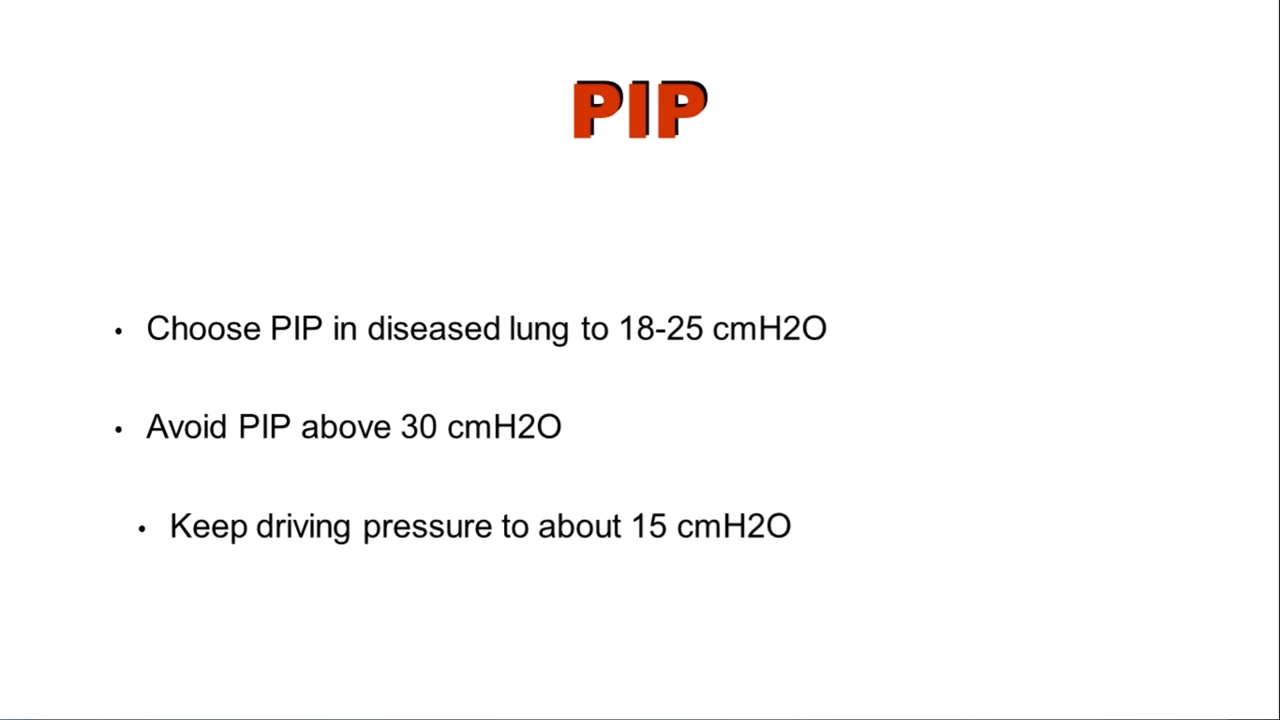 PIP
• Choose PIP in diseased lung to 18-25 cmH2O
• Avoid PIP above 30 cmH2O
• Keep driving pressure to about 15 cmH2O